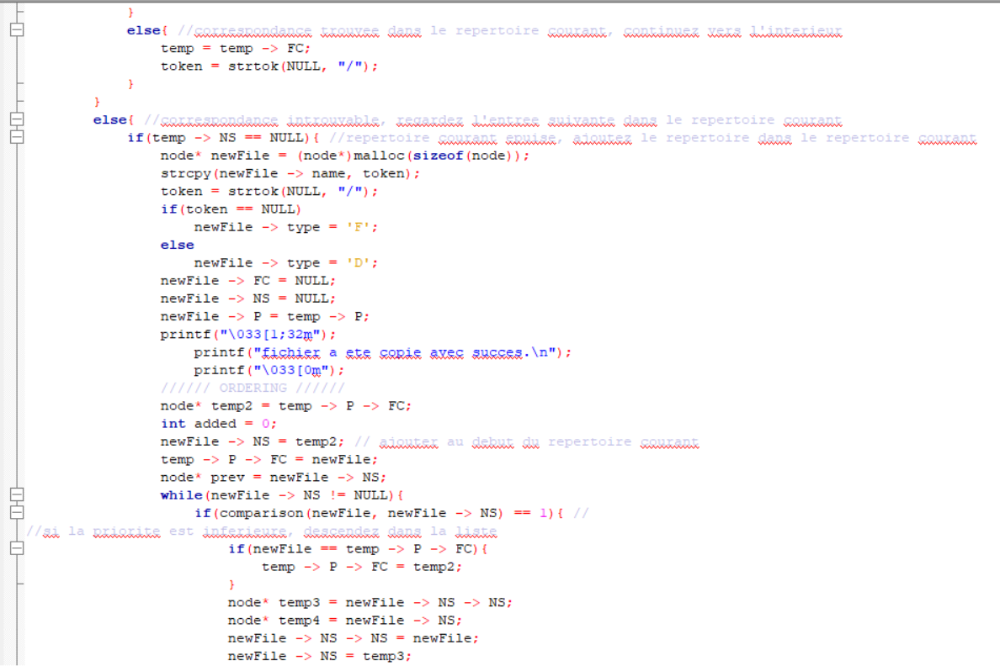 }
else{ //correspondance trouvee dans le repertoire courant, continuez vers l'interieur
temp = temp -> FC;
token = strtok(NULL, "/");
}
}
else{ //correspondance introuvable, regardez l'entree suivante dans le repertoire courant
if(temp -> NS == NULL){ //repertoire courant epuise, ajoutez le repertoire dans le repertoire courant
node* newFile = (node*)malloc(sizeof(node));
strcpy(newFile -> name, token);
token = strtok(NULL, "/");
if(token == NULL)
newFile -> type = 'F';
else
newFile -> type = 'D';
newFile -> FC = NULL;
newFile -> NS = NULL;
newFile -> P = temp -> P;
printf("\033[1;32m");
printf("fichier a ete copie avec succes.\n");
printf("\033[0m");
////// ORDERING //////
node* temp2 = temp -> P -> FC;
int added = 0;
newFile -> NS = temp2; // ajouter au debut du repertoire courant
temp -> P -> FC = newFile;
node* prev = newFile -> NS;
while(newFile -> NS != NULL){
if(comparison(newFile, newFile -> NS) == 1){ //
//si la priorite est inferieure, descendez dans la liste
if(newFile == temp -> P -> FC){
temp -> P -> FC = temp2;
}
node* temp3 = newFile -> NS -> NS;
node* temp4 = newFile -> NS;
newFile -> NS -> NS = newFile;
newFile -> NS = temp3;